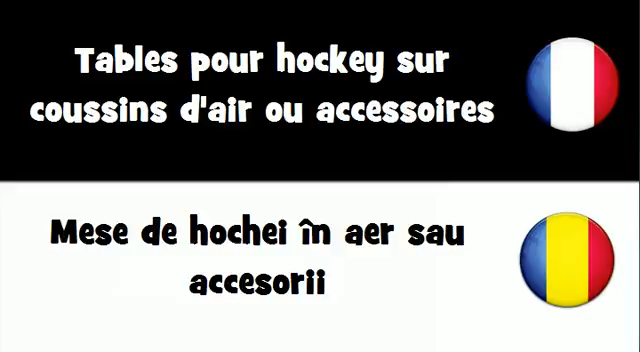 Tables pour hockey sur
coussins d'air ou accessoires
Mese de hochei în aer sau
accesorii